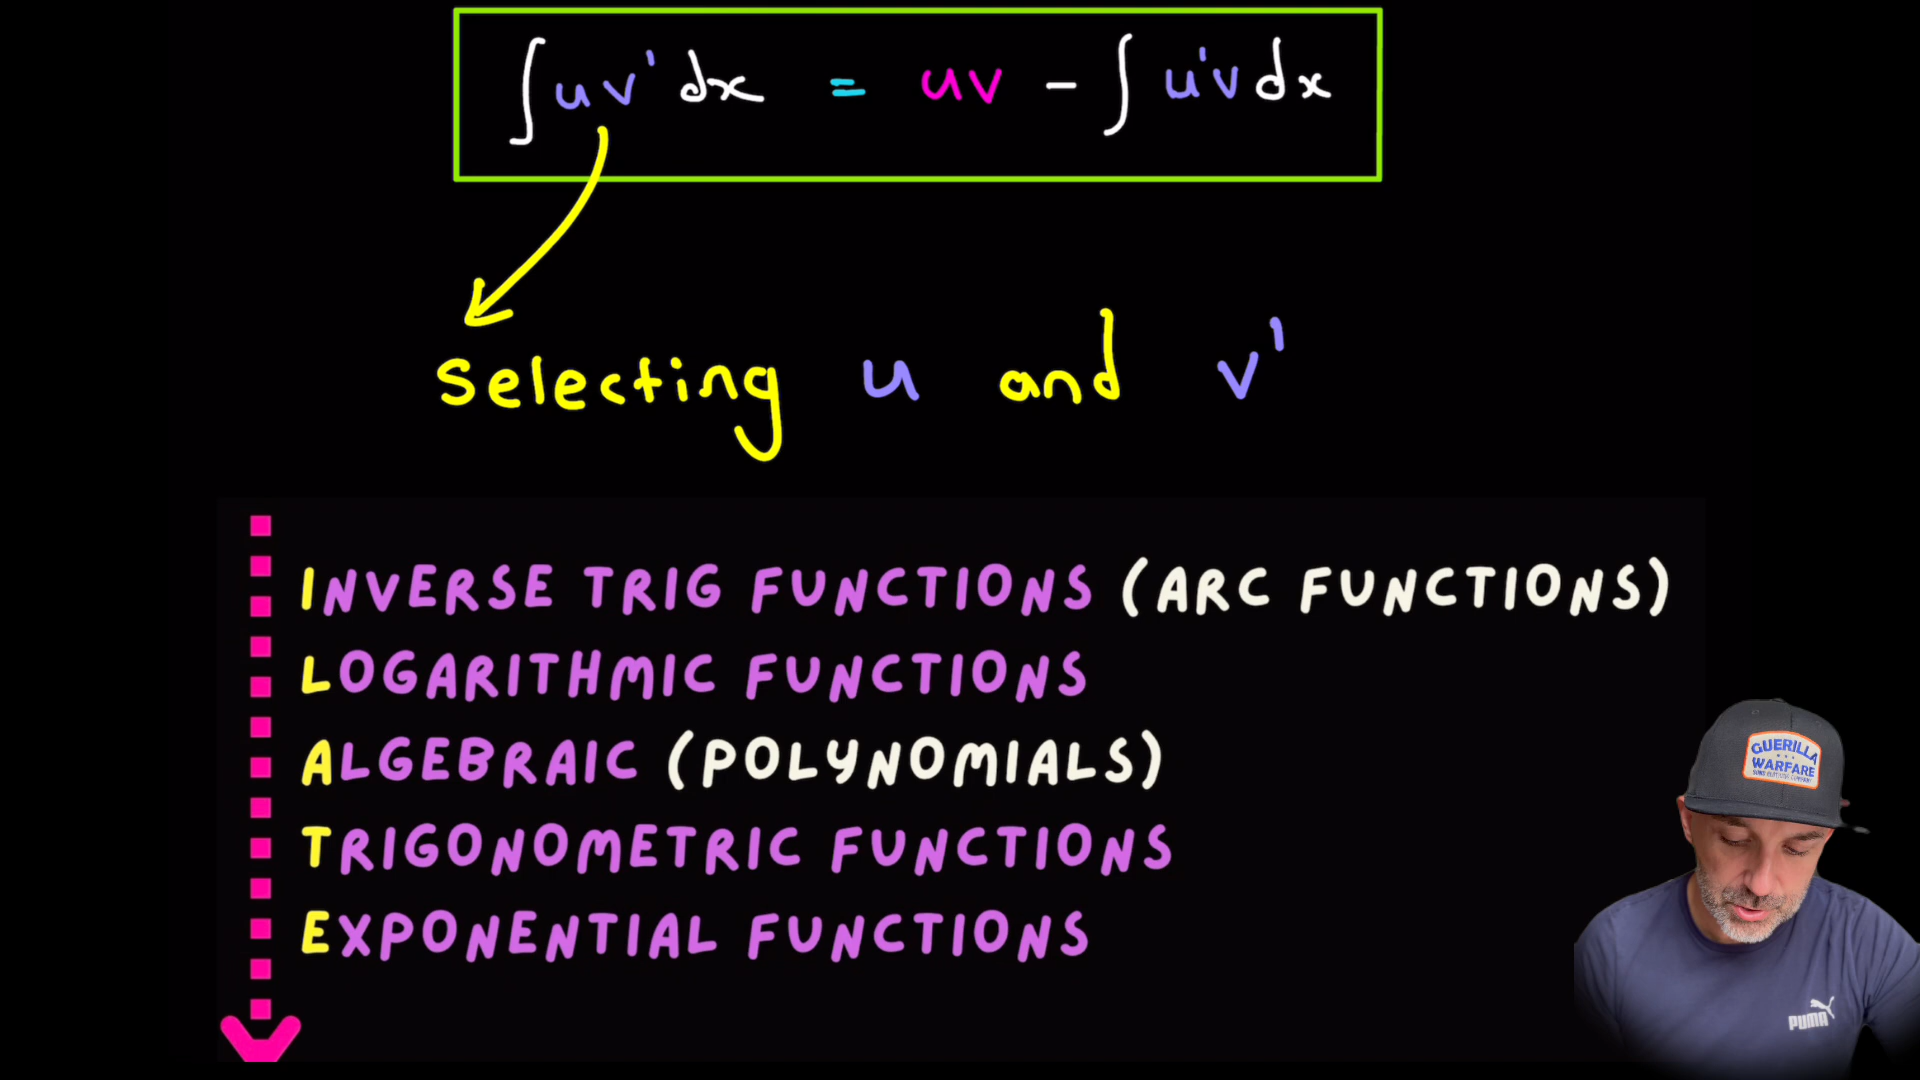 ∫uv' dx = uv - ∫u'v dx
Selecting u and v'
INVERSE TRIG FUNCTIONS (ARC FUNCTIONS)
LOGARITHMIC FUNCTIONS
ALGEBRAIC (POLYNOMIALS)
TRIGONOMETRIC FUNCTIONS
EXPONENTIAL FUNCTIONS
GUERILLA
WARFARE
PUMA